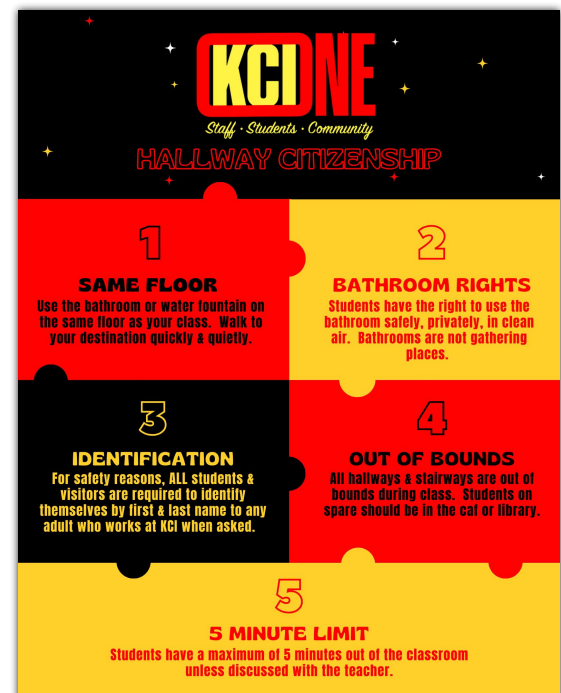 KCI ONE
Staff · Students · Community
HALLWAY CITIZENSHIP
1
SAME FLOOR
Use the bathroom or water fountain on
the same floor as your class. Walk to
your destination quickly & quietly.
2
BATHROOM RIGHTS
Students have the right to use the
bathroom safely, privately, in clean
air. Bathrooms are not gathering
places.
3
IDENTIFICATION
For safety reasons, ALL students &
visitors are required to identify
themselves by first & last name to any
adult who works at KCI when asked.
4
OUT OF BOUNDS
All hallways & stairways are out of
bounds during class. Students on
spare should be in the caf or library.
5
5 MINUTE LIMIT
Students have a maximum of 5 minutes out of the classroom
unless discussed with the teacher.